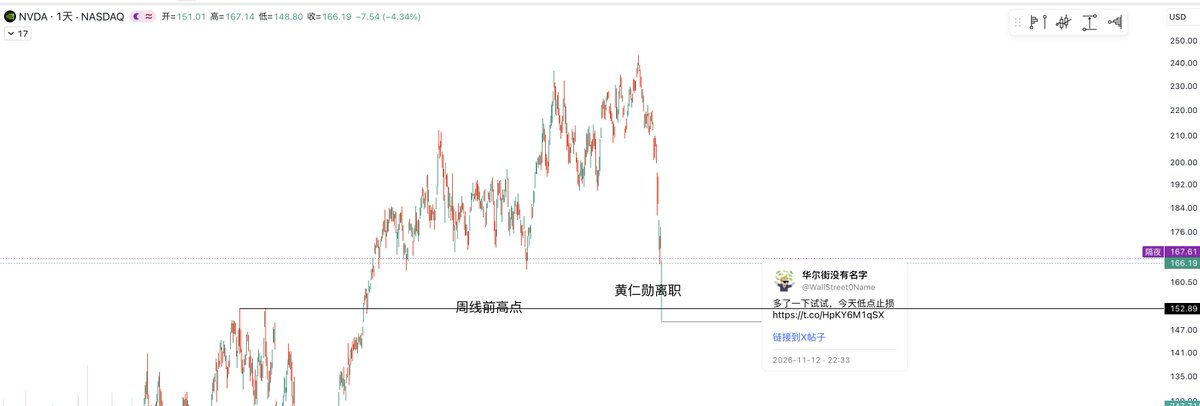 NVDA · 1天 · NASDAQ 开=151.01 高=167.14 低=148.80 收=166.19 −7.54 (−4.34%)
17
USD
250.00
240.00
230.00
220.00
210.00
200.00
192.00
184.00
176.00
隔夜 167.61
166.19
160.50
152.89
147.00
141.00
135.00
周线前高点
黄仁勋离职
华尔街没有名字
@WallStreet0Name
多了一下试试，今天低点止损
https://t.co/HpKY6M1qSX
链接到X帖子
2026-11-12 · 22:33